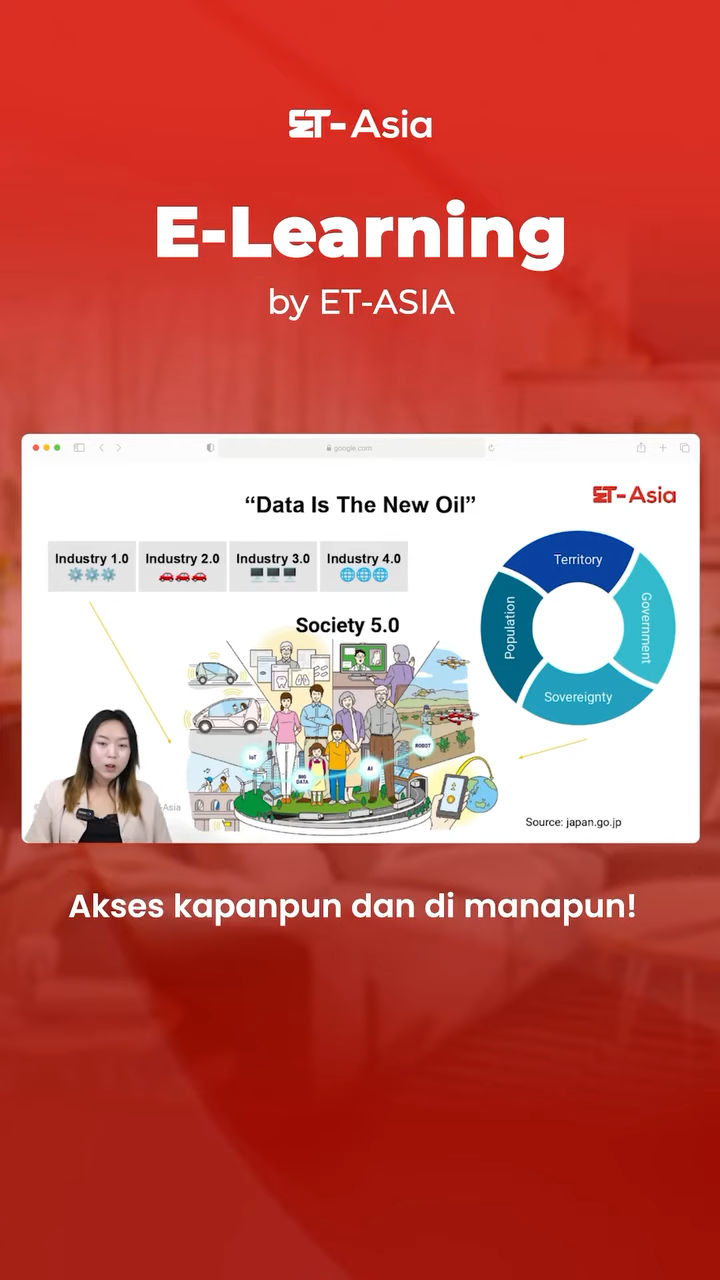 ET-Asia
E-Learning
by ET-ASIA
google.com
ET-Asia
“Data Is The New Oil”
Industry 1.0
Industry 2.0
Industry 3.0
Industry 4.0
Territory
Government
Sovereignty
Population
Society 5.0
IoT
BIG
DATA
AI
ROBOT
Asia
Source: japan.go.jp
Akses kapanpun dan di manapun!